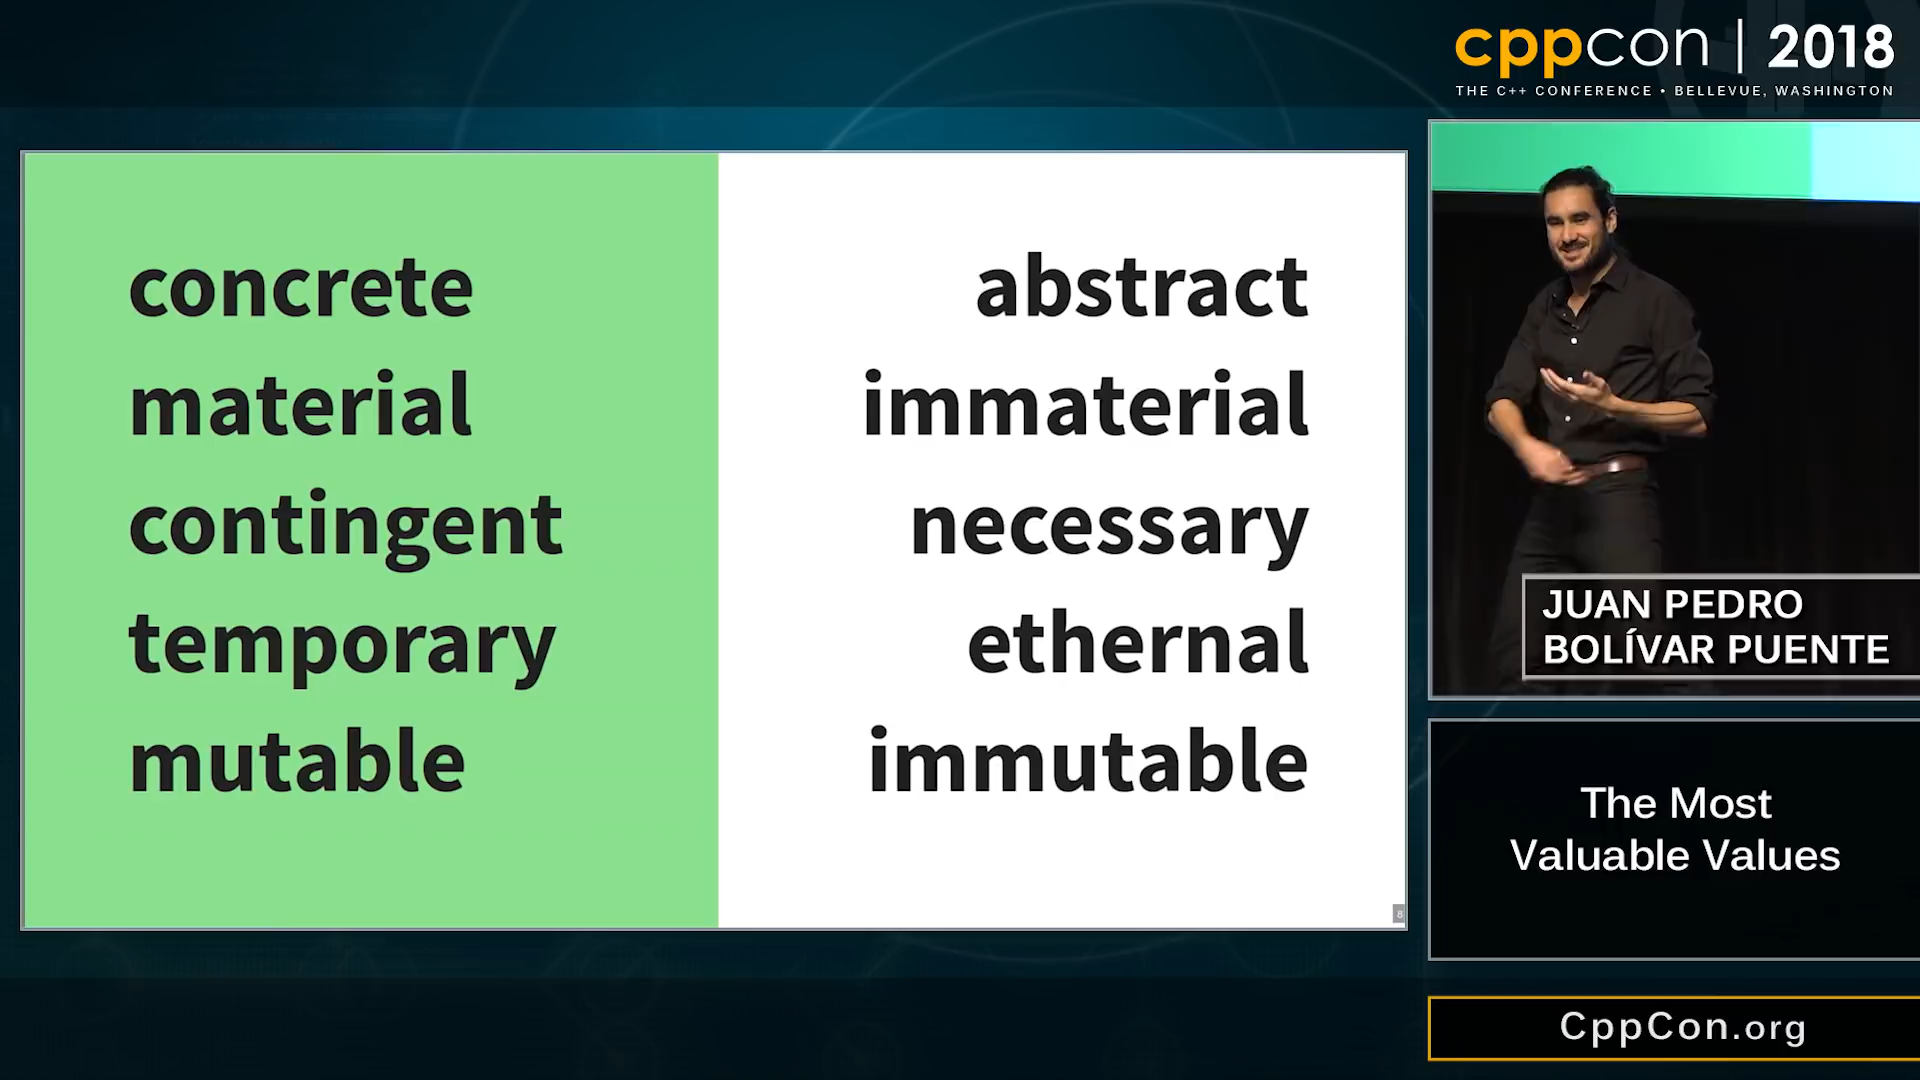 cppcon | 2018
THE C++ CONFERENCE • BELLEVUE, WASHINGTON
concrete
material
contingent
temporary
mutable
abstract
immaterial
necessary
ethernal
immutable
8
JUAN PEDRO
BOLÍVAR PUENTE
The Most
Valuable Values
CppCon.org